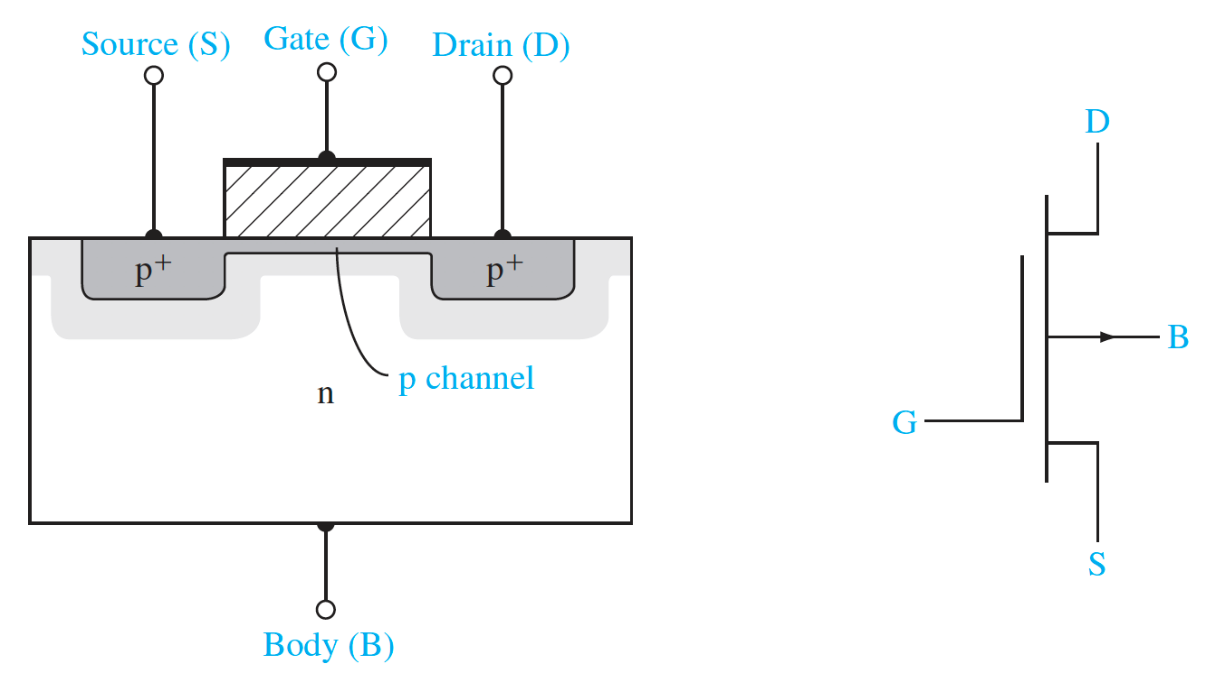 Source (S)
Gate (G)
Drain (D)
p+
p+
p channel
n
Body (B)
D
B
G
S